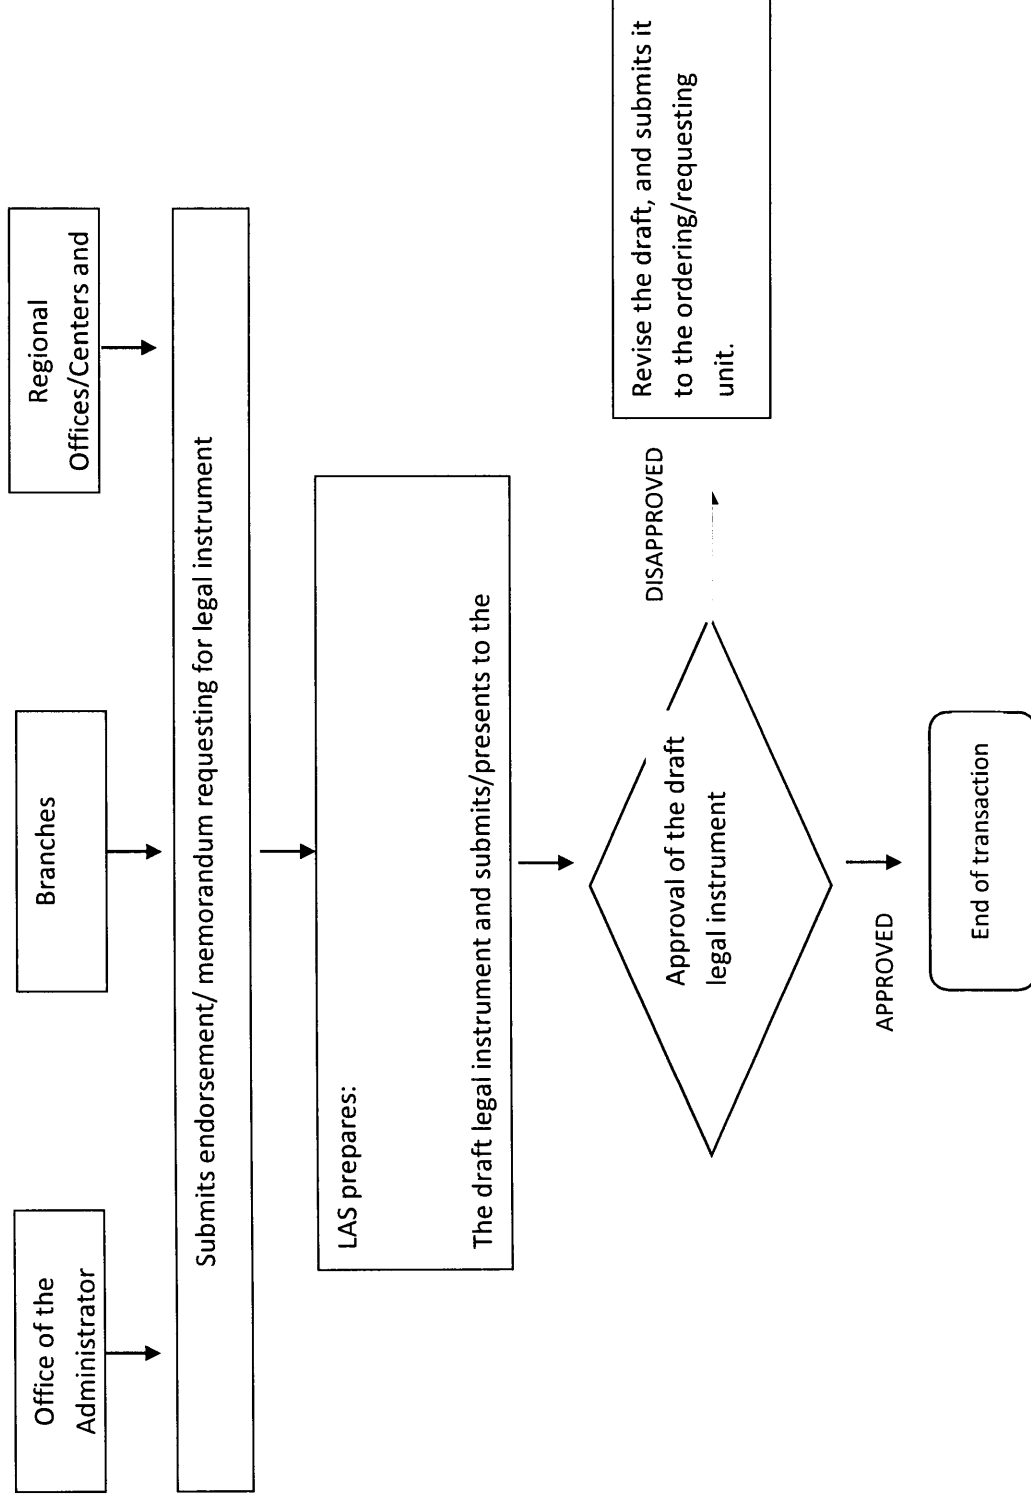 Office of the
Administrator
Branches
Regional
Offices/Centers and
Submits endorsement/ memorandum requesting for legal instrument
LAS prepares:
The draft legal instrument and submits/presents to the
Approval of the draft
legal instrument
DISAPPROVED
Revise the draft, and submits it
to the ordering/requesting
unit.
APPROVED
End of transaction